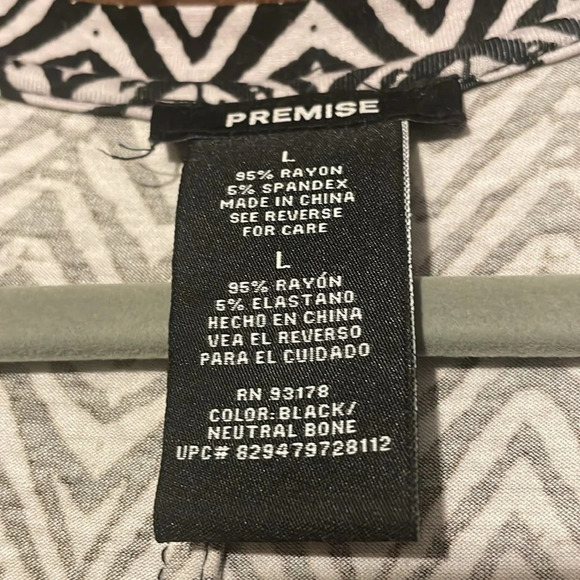 PREMISE
L
95% RAYON
5% SPANDEX
MADE IN CHINA
SEE REVERSE
FOR CARE
L
95% RAYÓN
5% ELASTANO
HECHO EN CHINA
VEA EL REVERSO
PARA EL CUIDADO
RN 93178
COLOR: BLACK/
NEUTRAL BONE
UPC# 829479728112